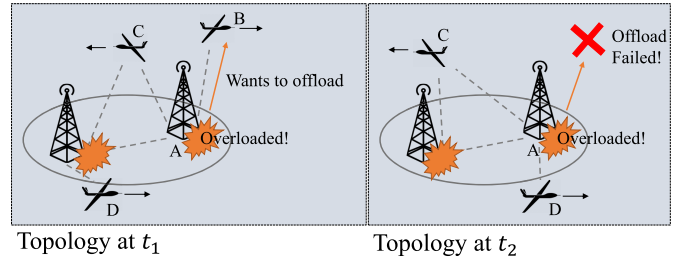 B
C
Wants to offload
Overloaded!
A
D
Topology at t₁
C
Offload
Failed!
Overloaded!
A
D
Topology at t₂